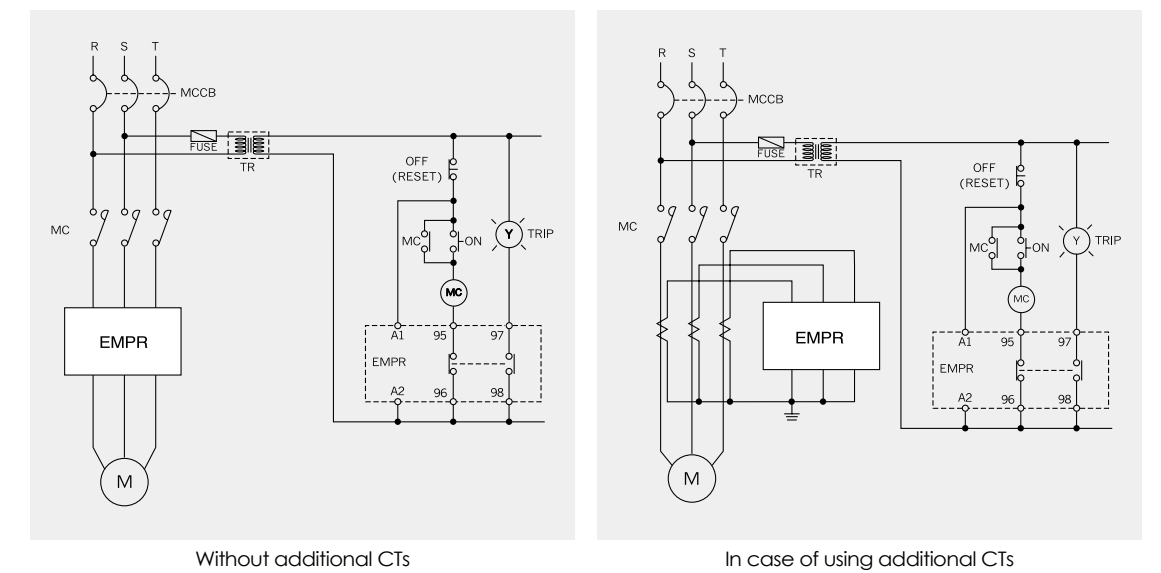 R S T
MCCB
FUSE
TR
OFF
(RESET)
MC
MC
ON
Y
TRIP
MC
EMPR
A1
95
97
EMPR
A2
96
98
M
Without additional CTs
R S T
MCCB
FUSE
TR
OFF
(RESET)
MC
MC
ON
Y
TRIP
MC
EMPR
A1
95
97
EMPR
A2
96
98
M
In case of using additional CTs